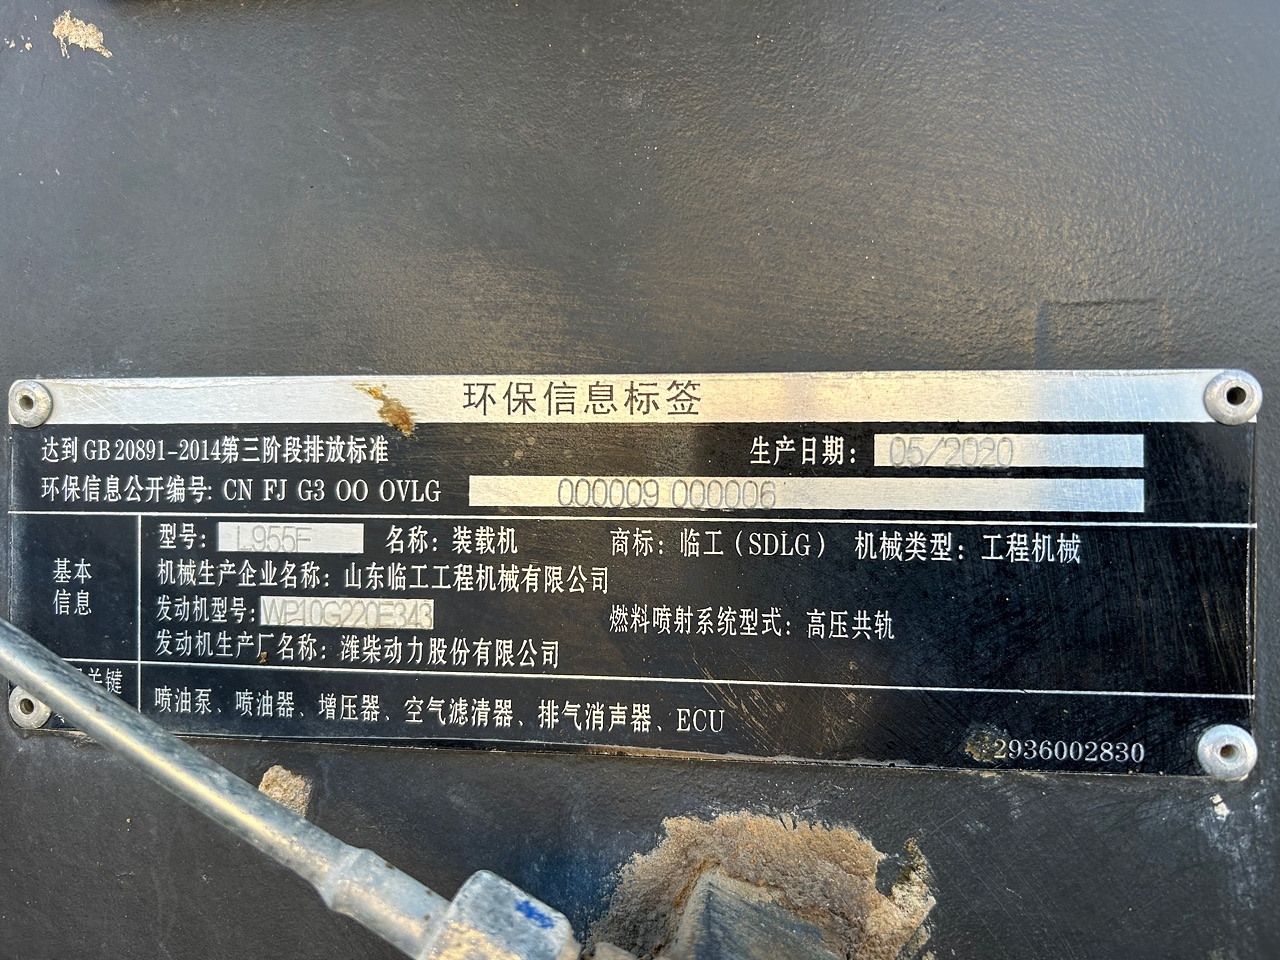 环保信息标签
达到GB 20891-2014第三阶段排放标准 生产日期: 05/2020
环保信息公开编号: CN FJ G3 OO OVLG 000009 000006
型号: L955F 名称: 装载机 商标: 临工（SDLG） 机械类型: 工程机械
基本
信息
机械生产企业名称: 山东临工工程机械有限公司
发动机型号: WP10G220E343 燃料喷射系统型式: 高压共轨
发动机生产厂名称: 潍柴动力股份有限公司
关键
喷油泵、喷油器、增压器、空气滤清器、排气消声器、ECU
2936002830